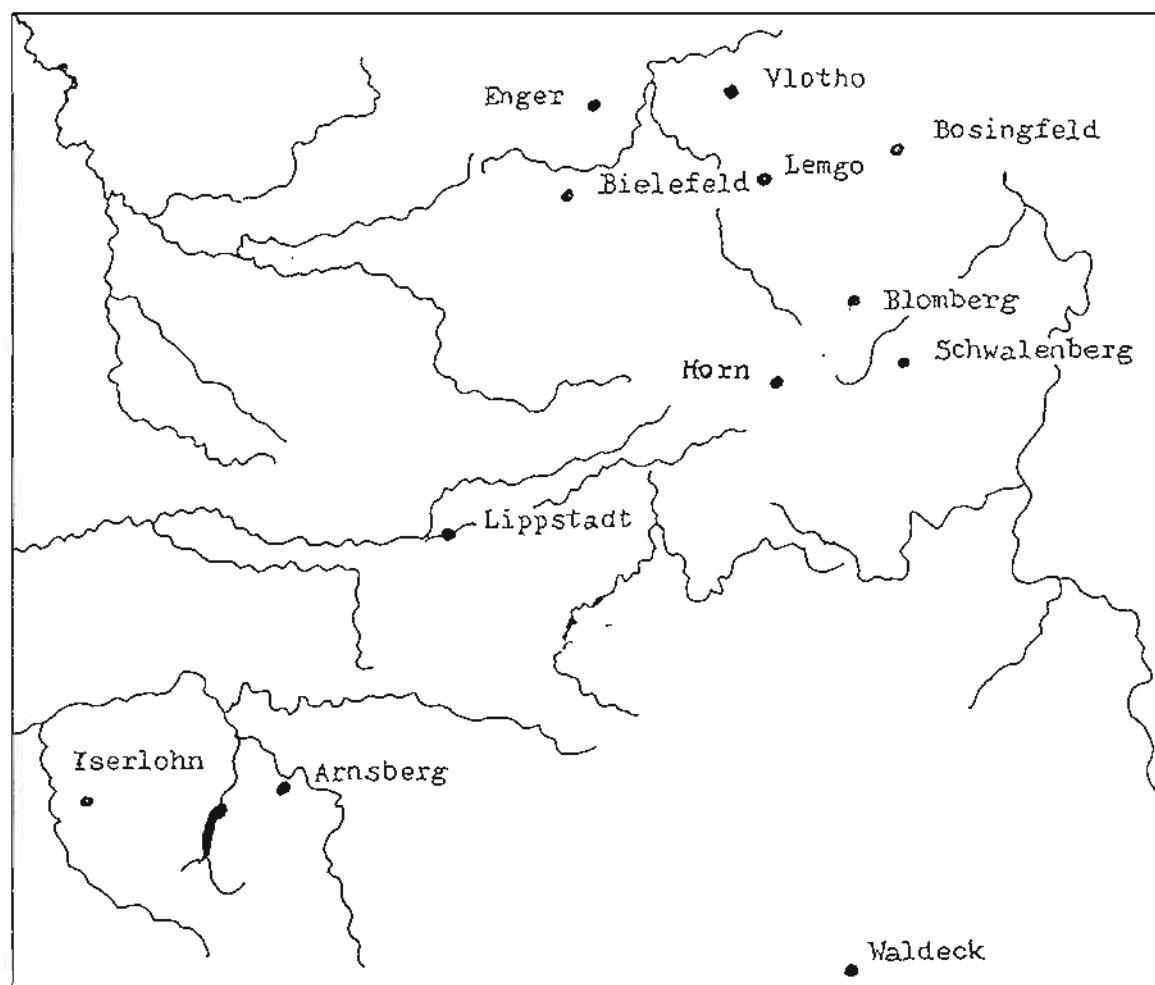 Vlotho
Enger
Bosingfeld
Lemgo
Bielefeld
Blomberg
Schwalenberg
Horn
Lippstadt
Iserlohn
Arnsberg
Waldeck